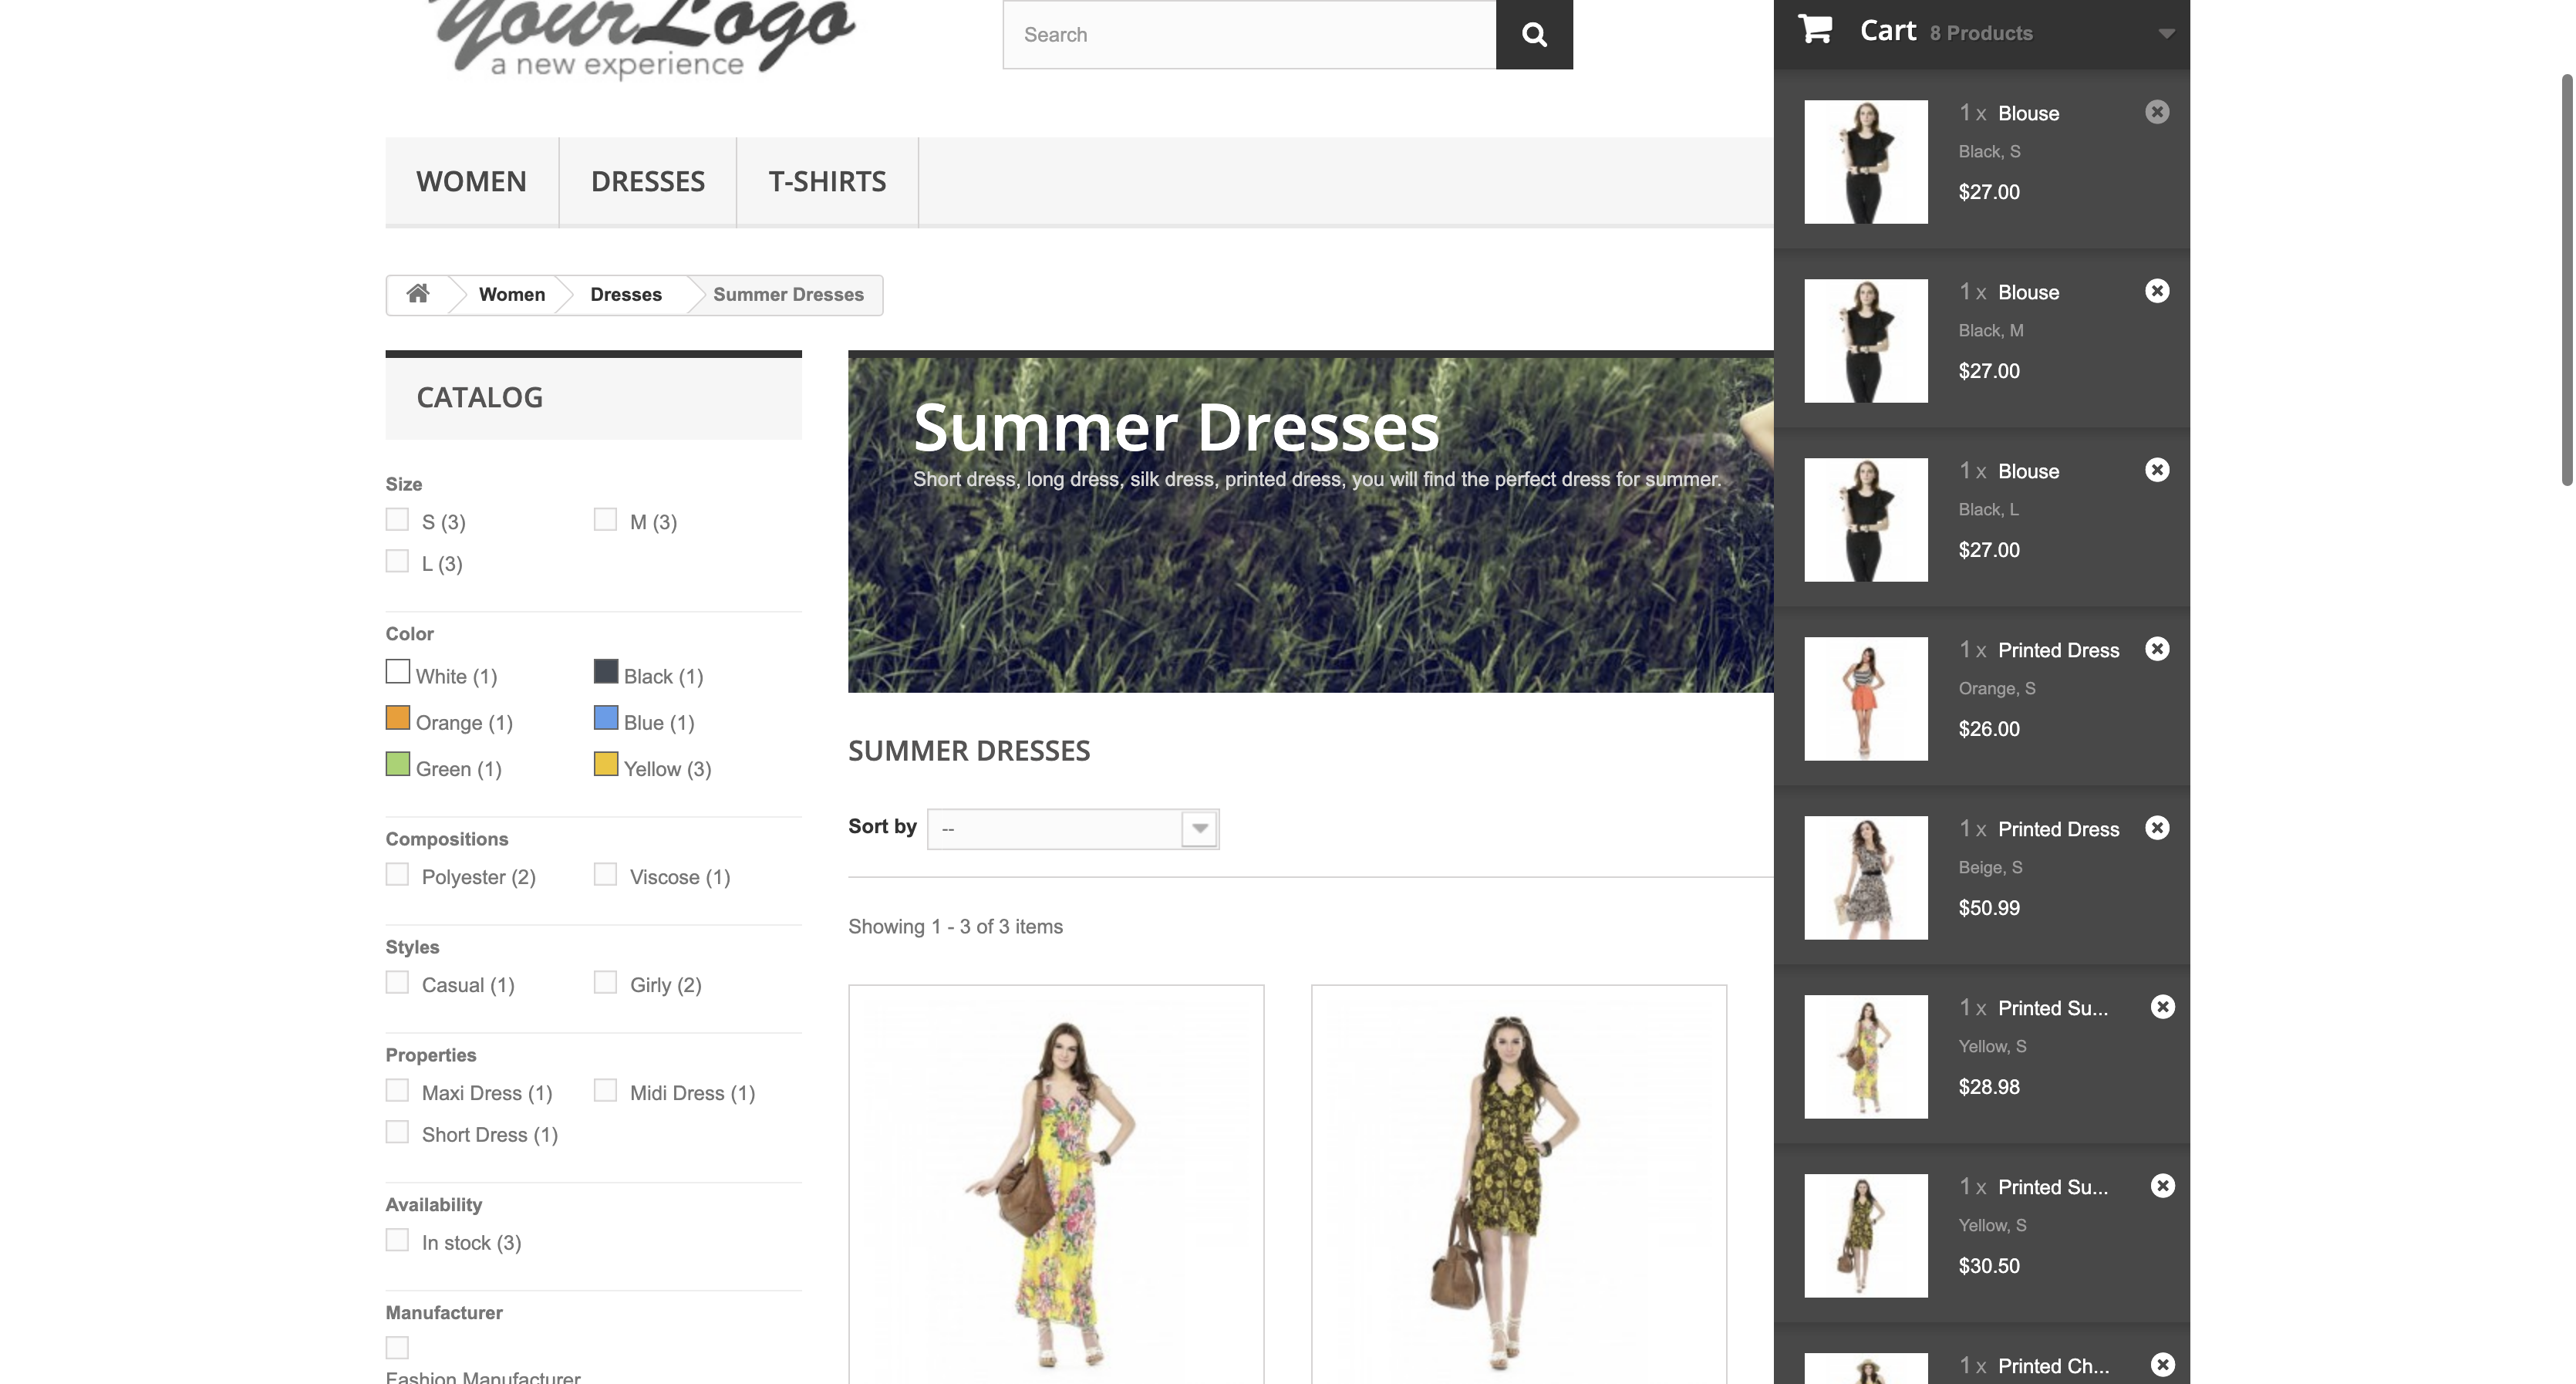 YourLogo
a new experience
Search
Cart 8 Products
WOMEN
DRESSES
T-SHIRTS
Women
Dresses
Summer Dresses
CATALOG
Size
S (3)
M (3)
L (3)
Color
White (1)
Black (1)
Orange (1)
Blue (1)
Green (1)
Yellow (3)
Compositions
Polyester (2)
Viscose (1)
Styles
Casual (1)
Girly (2)
Properties
Maxi Dress (1)
Midi Dress (1)
Short Dress (1)
Availability
In stock (3)
Manufacturer
Fashion Manufacturer
Summer Dresses
Short dress, long dress, silk dress, printed dress, you will find the perfect dress for summer.
SUMMER DRESSES
Sort by --
Showing 1 - 3 of 3 items
1 x Blouse
Black, S
$27.00
1 x Blouse
Black, M
$27.00
1 x Blouse
Black, L
$27.00
1 x Printed Dress
Orange, S
$26.00
1 x Printed Dress
Beige, S
$50.99
1 x Printed Su...
Yellow, S
$28.98
1 x Printed Su...
Yellow, S
$30.50
1 x Printed Ch...